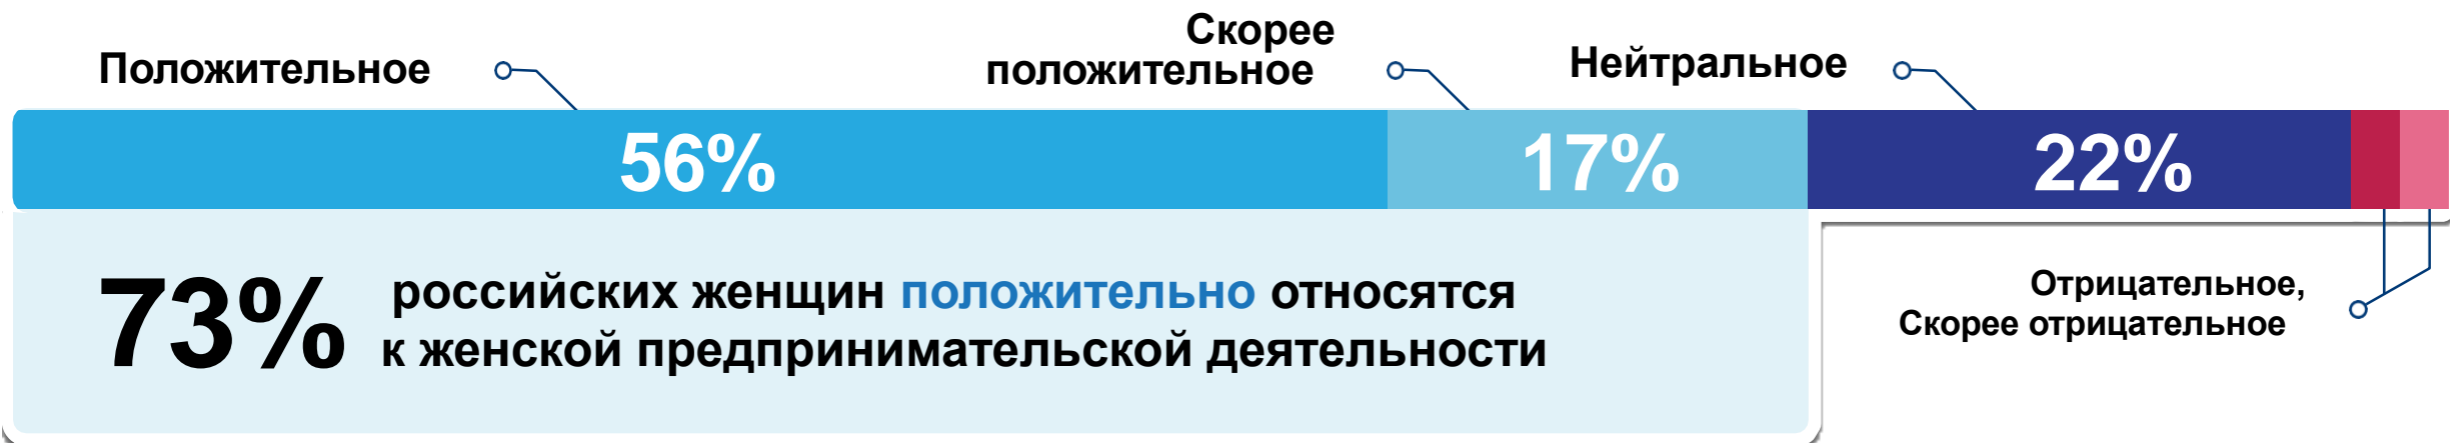 Положительное
Скорее
положительное
Нейтральное
56%
17%
22%
73%
российских женщин положительно относятся
к женской предпринимательской деятельности
Отрицательное,
Скорее отрицательное